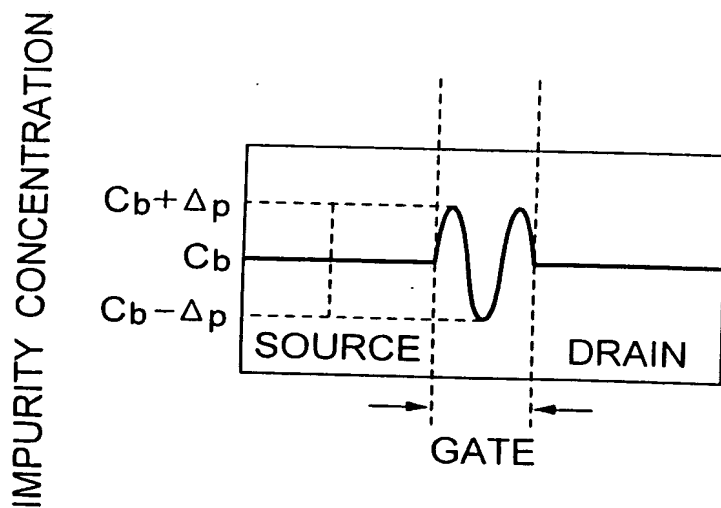 IMPURITY CONCENTRATION
Cb+Δp
Cb
Cb−Δp
SOURCE
DRAIN
GATE